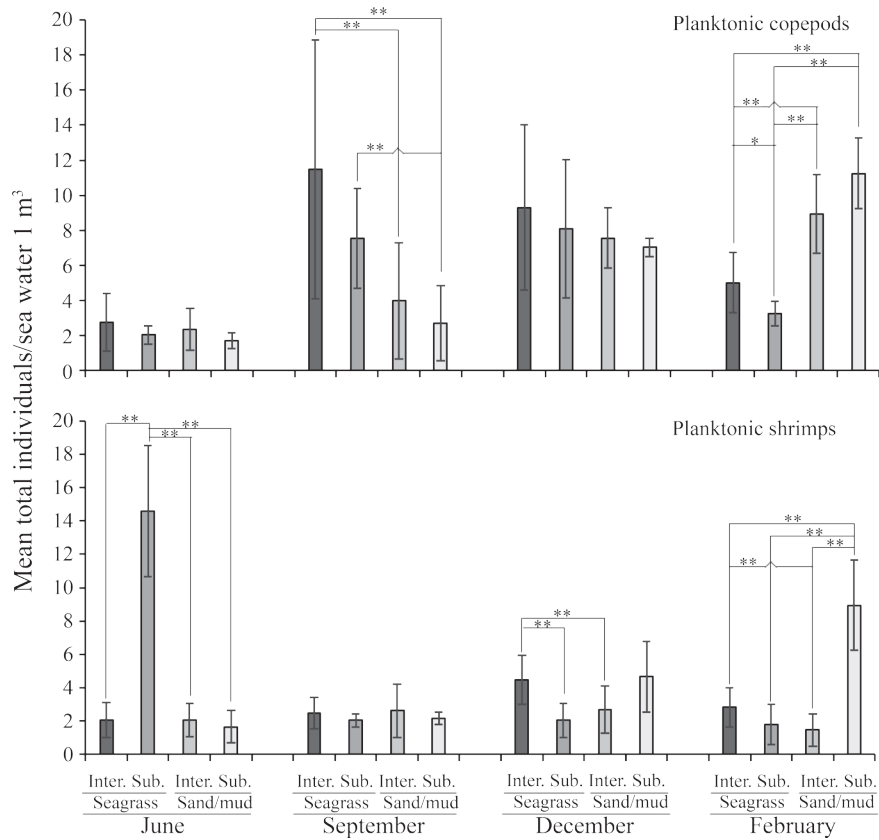 Mean total individuals/sea water 1 m³
Planktonic copepods
20
18
16
14
12
10
8
6
4
2
0
** ** **
** ** ** ** *
Planktonic shrimps
20
18
16
14
12
10
8
6
4
2
0
** ** **
** **
** ** ** **
Inter. Sub. Inter. Sub. Inter. Sub. Inter. Sub. Inter. Sub. Inter. Sub. Inter. Sub. Inter. Sub.
Seagrass Sand/mud Seagrass Sand/mud Seagrass Sand/mud Seagrass Sand/mud
June September December February